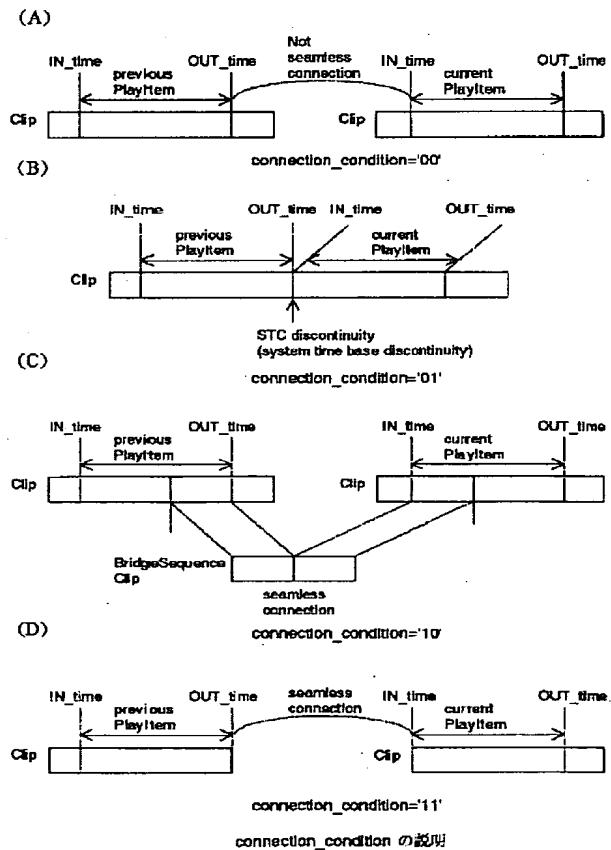 (A)
Not
seamless
connection
IN_time OUT_time IN_time OUT_time
previous
PlayItem
current
PlayItem
Clip Clip
connection_condition='00'
(B)
IN_time OUT_time IN_time OUT_time
previous
PlayItem
current
PlayItem
Clip
STC discontinuity
(system time base discontinuity)
connection_condition='01'
(C)
IN_time OUT_time IN_time OUT_time
previous
PlayItem
current
PlayItem
Clip Clip
BridgeSequence
Clip
seamless
connection
connection_condition='10'
(D)
IN_time OUT_time seamless
connection IN_time OUT_time
previous
PlayItem
current
PlayItem
Clip Clip
connection_condition='11'
connection_condition の説明